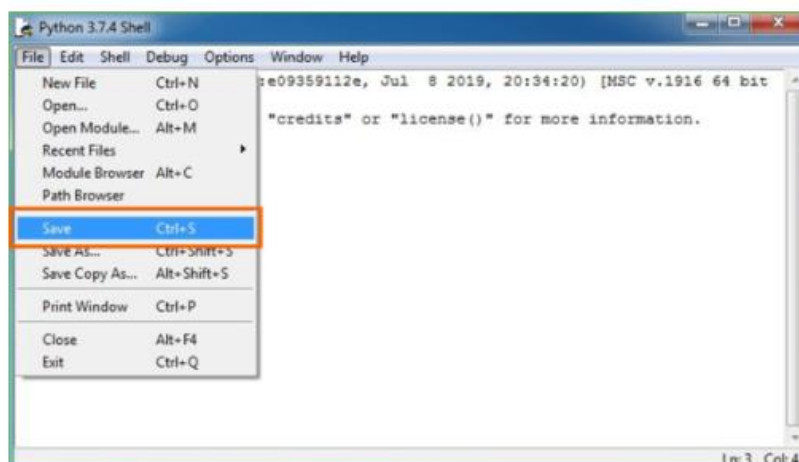 Python 3.7.4 Shell
File Edit Shell Debug Options Window Help
New File Ctrl+N
Open... Ctrl+O
Open Module... Alt+M
Recent Files
Module Browser Alt+C
Path Browser
Save Ctrl+S
Save As... Ctrl+Shift+S
Save Copy As... Alt+Shift+S
Print Window Ctrl+P
Close Alt+F4
Exit Ctrl+Q
:e09359112e, Jul 8 2019, 20:34:20) [MSC v.1916 64 bit
"credits" or "license()" for more information.
Ln: 3 Col: 4